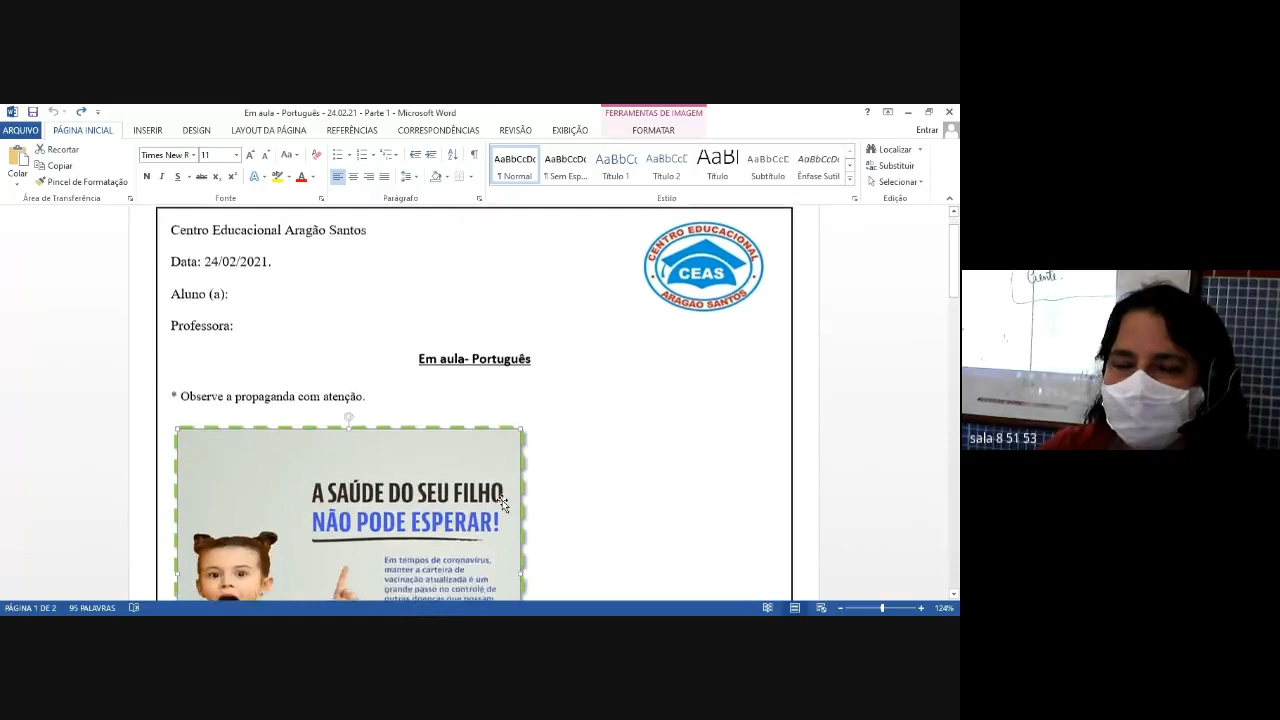 Em aula - Português - 24.02.21 - Parte 1 - Microsoft Word
FERRAMENTAS DE IMAGEM
ARQUIVO PÁGINA INICIAL INSERIR DESIGN LAYOUT DA PÁGINA REFERÊNCIAS CORRESPONDÊNCIAS REVISÃO EXIBIÇÃO FORMATAR Entrar
Colar
Recortar
Copiar
Pincel de Formatação
Área de Transferência
Times New R 11
Fonte
Parágrafo
AaBbCcDc AaBbCcDc AaBbCc AaBbCcD AaBl AaBbCcD AaBbCcDc
¶ Normal ¶ Sem Esp... Título 1 Título 2 Título Subtítulo Ênfase Sutil
Estilo
Localizar
Substituir
Selecionar
Edição
Centro Educacional Aragão Santos
Data: 24/02/2021.
Aluno (a):
Professora:
CENTRO EDUCACIONAL
CEAS
ARAGÃO SANTOS
Em aula- Português
* Observe a propaganda com atenção.
A SAÚDE DO SEU FILHO
NÃO PODE ESPERAR!
Em tempos de coronavírus,
manter a carteira de
vacinação atualizada é um
grande passo no controle de
outras doenças que possam
PÁGINA 1 DE 2 95 PALAVRAS 124%
sala 8 51 53